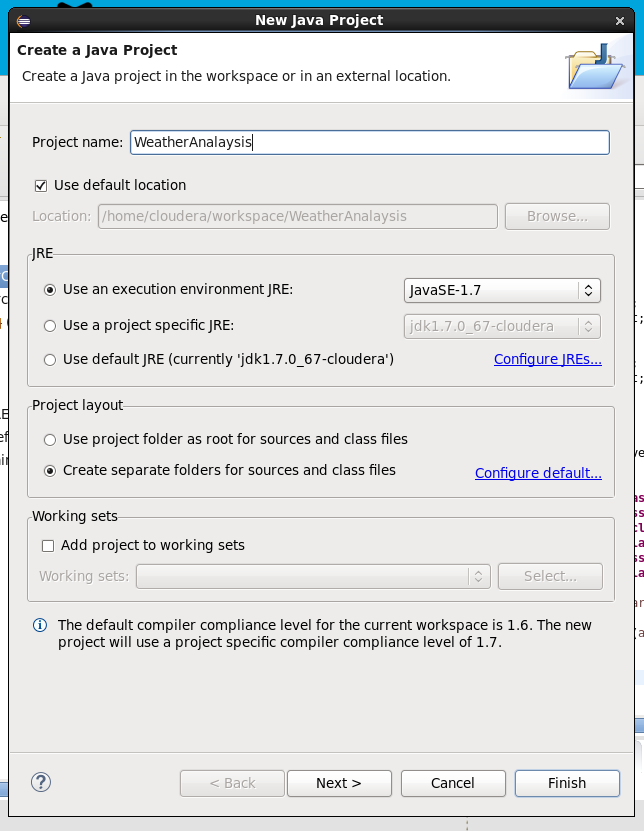 New Java Project
Create a Java Project
Create a Java project in the workspace or in an external location.
Project name: WeatherAnalaysis
Use default location
Location: /home/cloudera/workspace/WeatherAnalaysis Browse...
JRE
Use an execution environment JRE: JavaSE-1.7
Use a project specific JRE: jdk1.7.0_67-cloudera
Use default JRE (currently 'jdk1.7.0_67-cloudera') Configure JREs...
Project layout
Use project folder as root for sources and class files
Create separate folders for sources and class files Configure default...
Working sets
Add project to working sets
Working sets: Select...
The default compiler compliance level for the current workspace is 1.6. The new
project will use a project specific compiler compliance level of 1.7.
? < Back Next > Cancel Finish